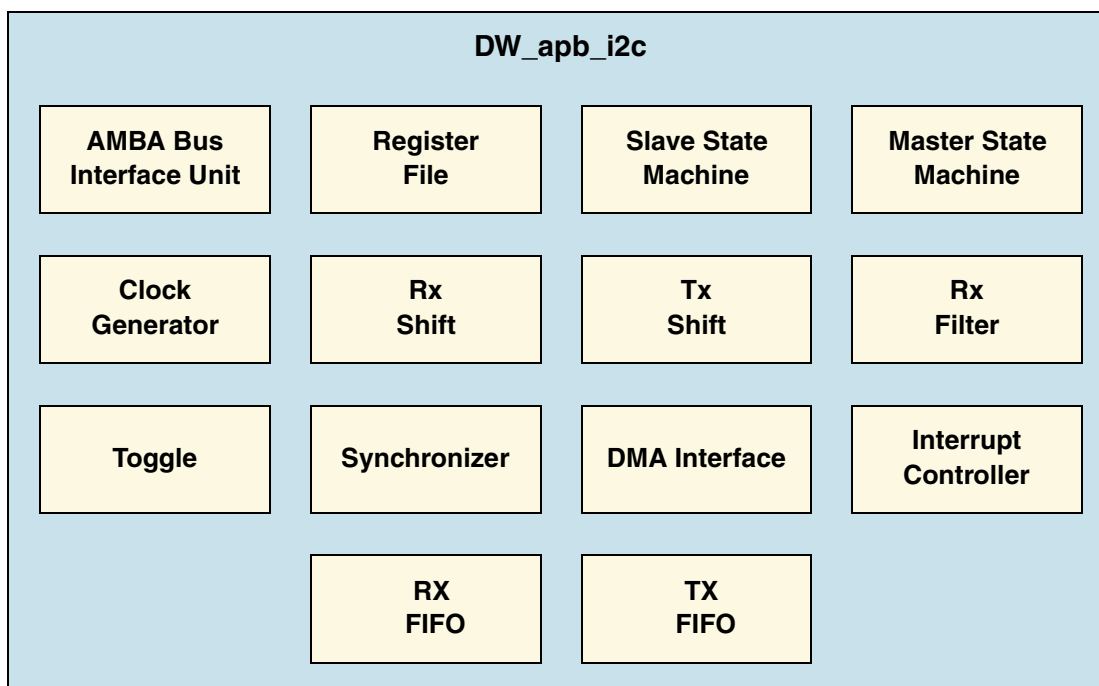 DW_apb_i2c
AMBA Bus
Interface Unit
Register
File
Slave State
Machine
Master State
Machine
Clock
Generator
Rx
Shift
Tx
Shift
Rx
Filter
Toggle
Synchronizer
DMA Interface
Interrupt
Controller
RX
FIFO
TX
FIFO